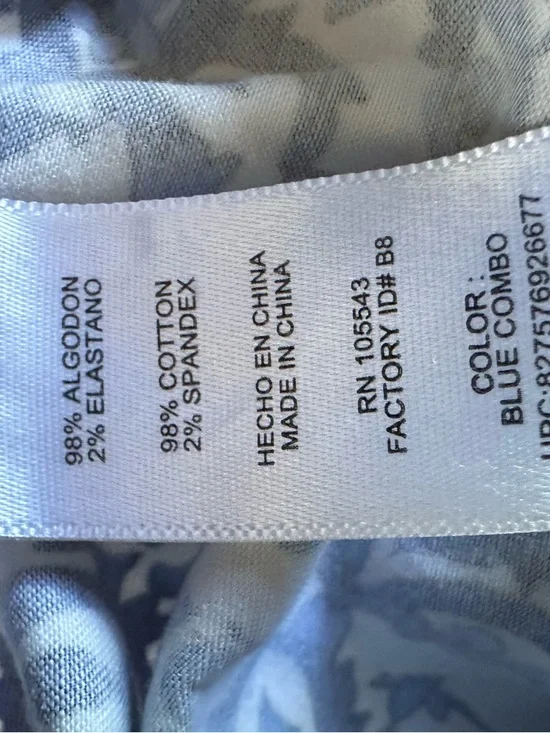 98% ALGODON
2% ELASTANO
98% COTTON
2% SPANDEX
HECHO EN CHINA
MADE IN CHINA
RN 105543
FACTORY ID# B8
COLOR :
BLUE COMBO
UPC:827576926677